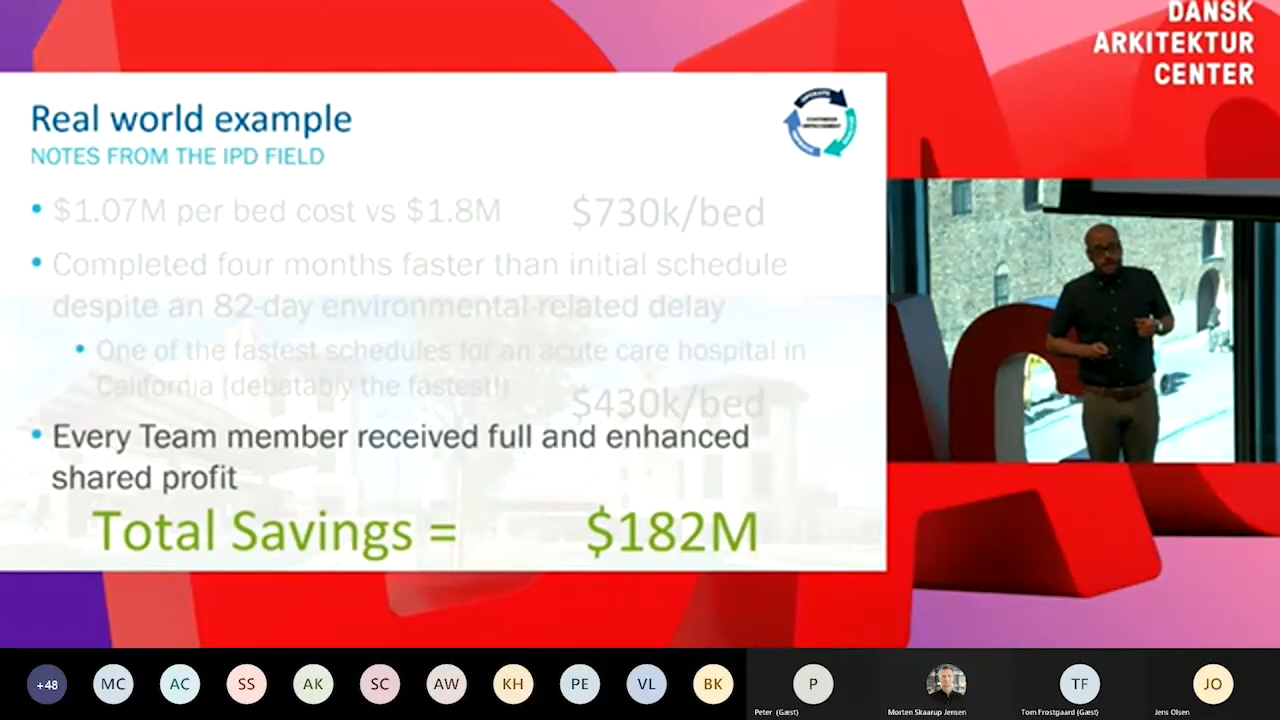 DANSK
ARKITEKTUR
CENTER
Real world example
NOTES FROM THE IPD FIELD
OPERATE
CONTINUOUS
IMPROVEMENT
• $1.07M per bed cost vs $1.8M
$730k/bed
• Completed four months faster than initial schedule
despite an 82-day environmental-related delay
• One of the fastest schedules for an acute care hospital in
California (debatably the fastest!)
$430k/bed
• Every Team member received full and enhanced
shared profit
Total Savings = $182M
+48
MC
AC
SS
AK
SC
AW
KH
PE
VL
BK
P
TF
JO
Peter (Gæst)
Morten Skaarup Jensen
Tom Frostgaard (Gæst)
Jens Olsen